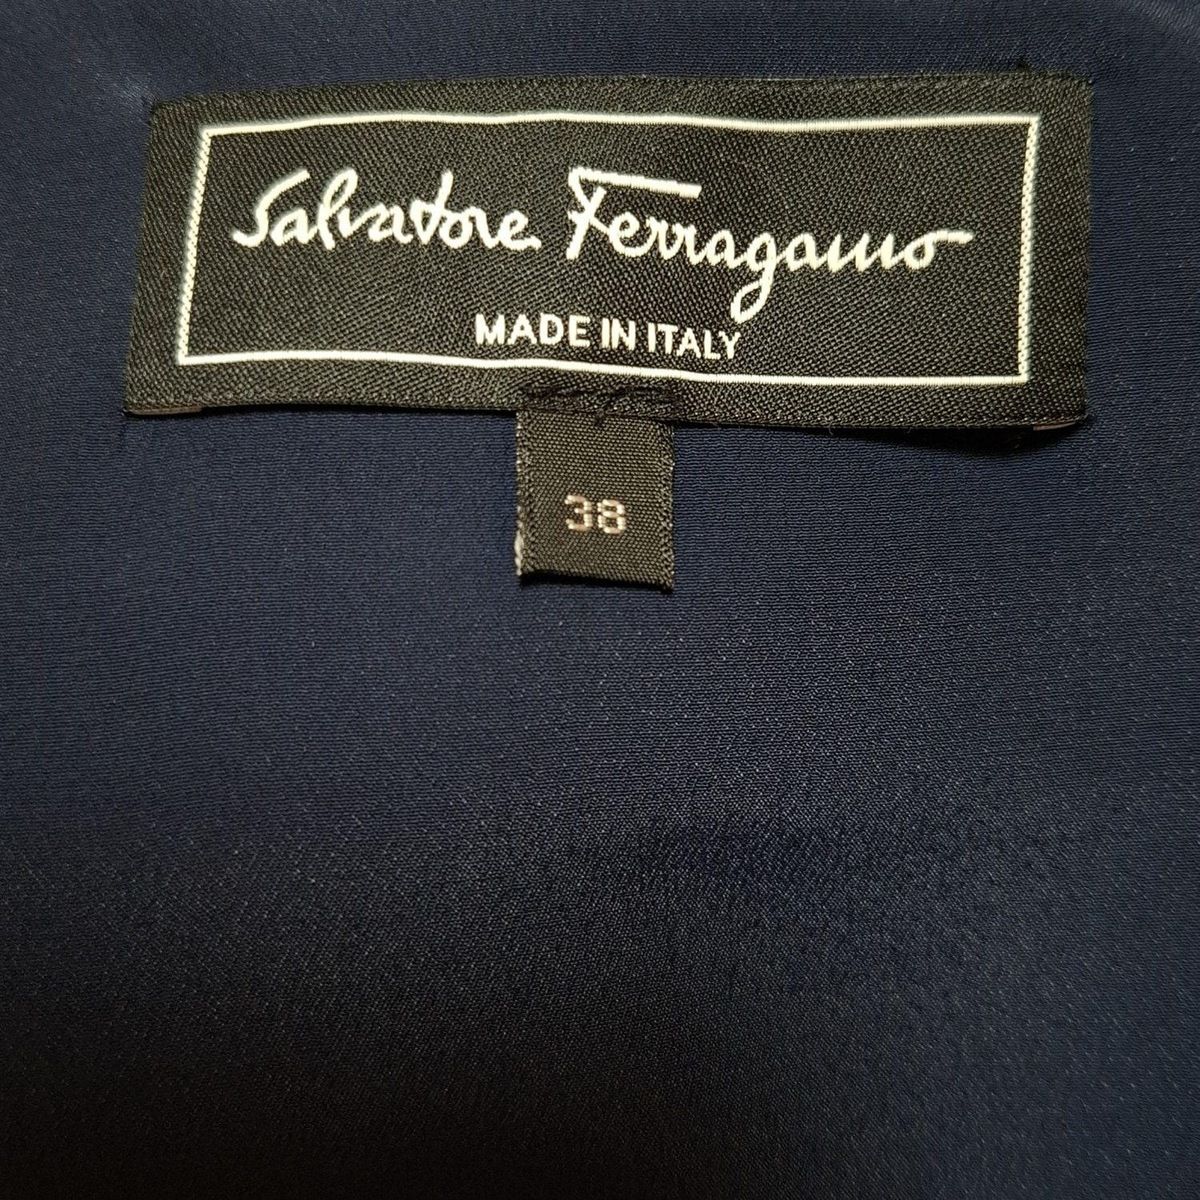 Salvatore Ferragamo
MADE IN ITALY
38